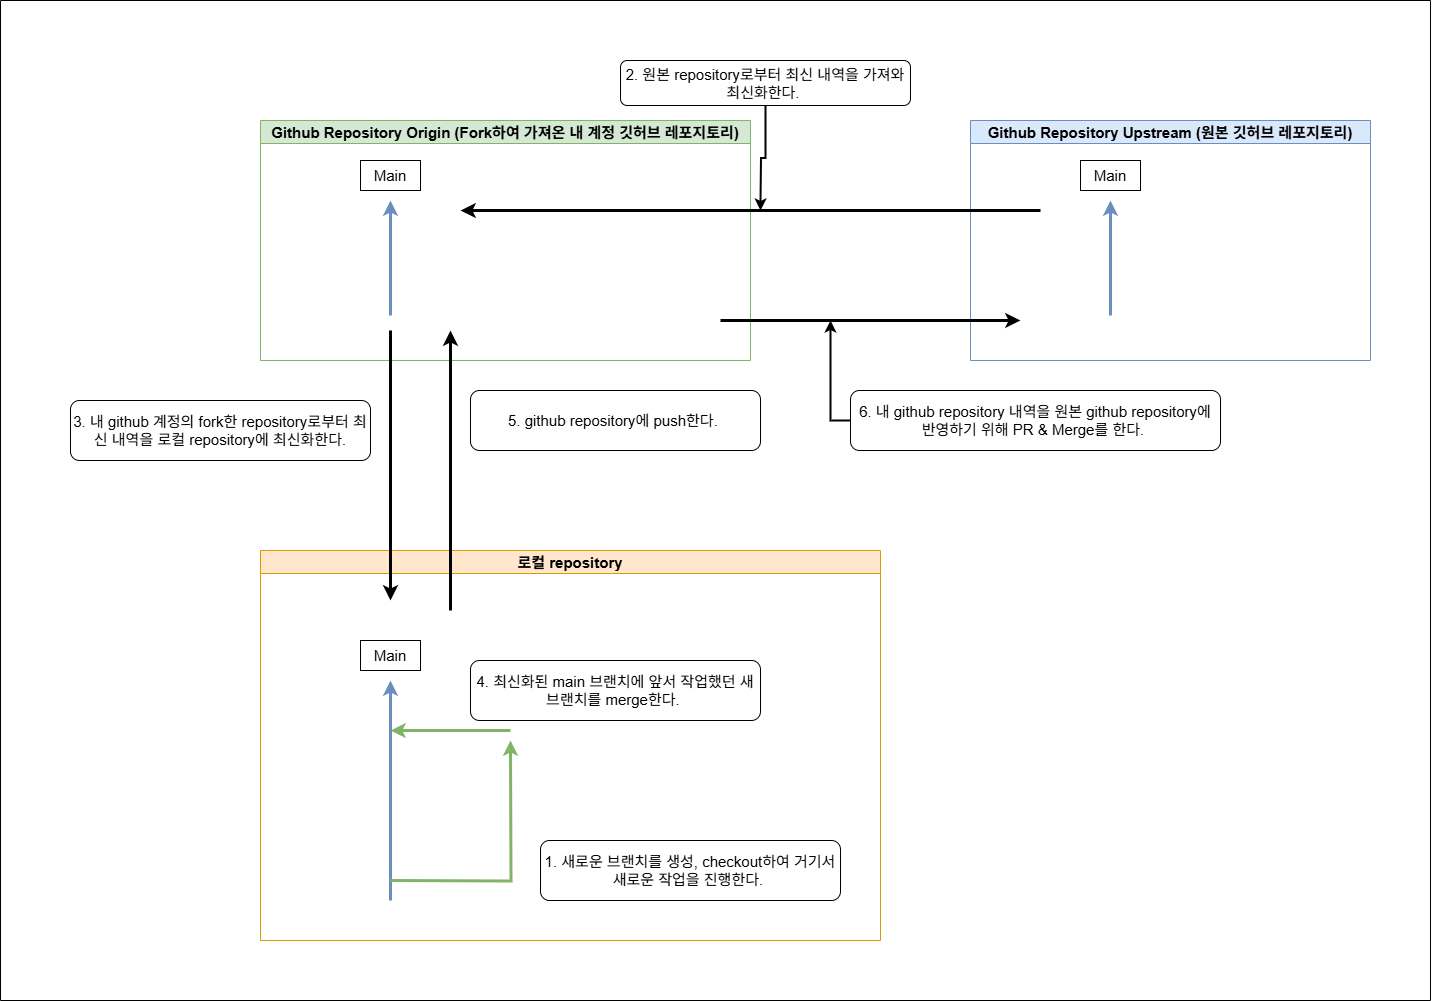 2. 원본 repository로부터 최신 내역을 가져와
최신화한다.
Github Repository Origin (Fork하여 가져온 내 계정 깃허브 레포지토리)
Github Repository Upstream (원본 깃허브 레포지토리)
Main
Main
3. 내 github 계정의 fork한 repository로부터 최
신 내역을 로컬 repository에 최신화한다.
5. github repository에 push한다.
6. 내 github repository 내역을 원본 github repository에
반영하기 위해 PR & Merge를 한다.
로컬 repository
Main
4. 최신화된 main 브랜치에 앞서 작업했던 새
브랜치를 merge한다.
1. 새로운 브랜치를 생성, checkout하여 거기서
새로운 작업을 진행한다.